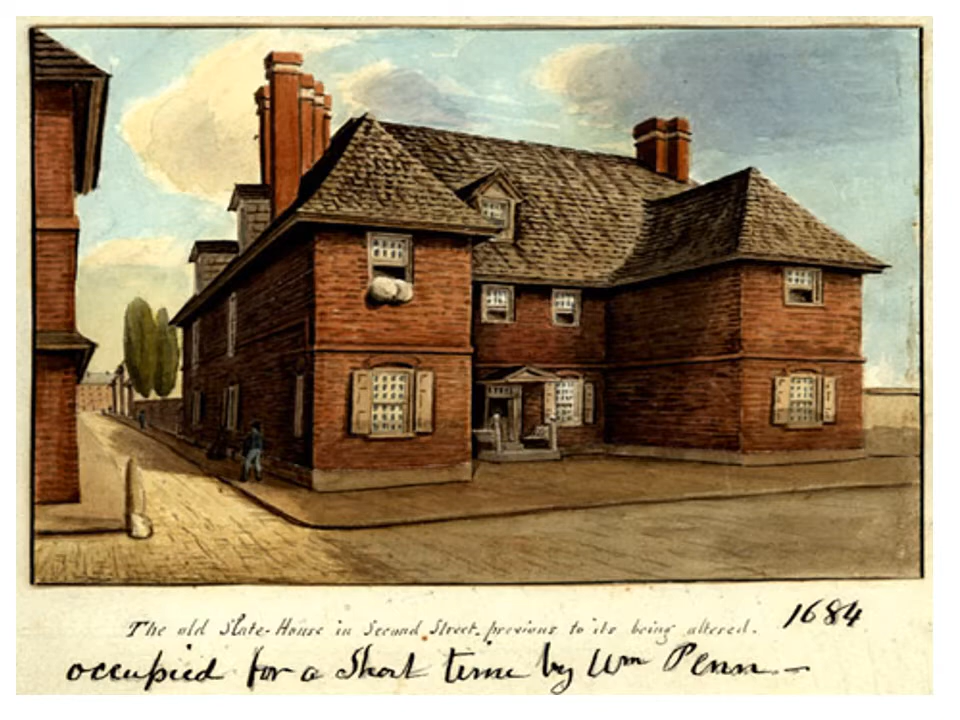 The old Slate-House in Second Street, previous to its being altered.
1684
occupied for a Short time by Wm Penn —